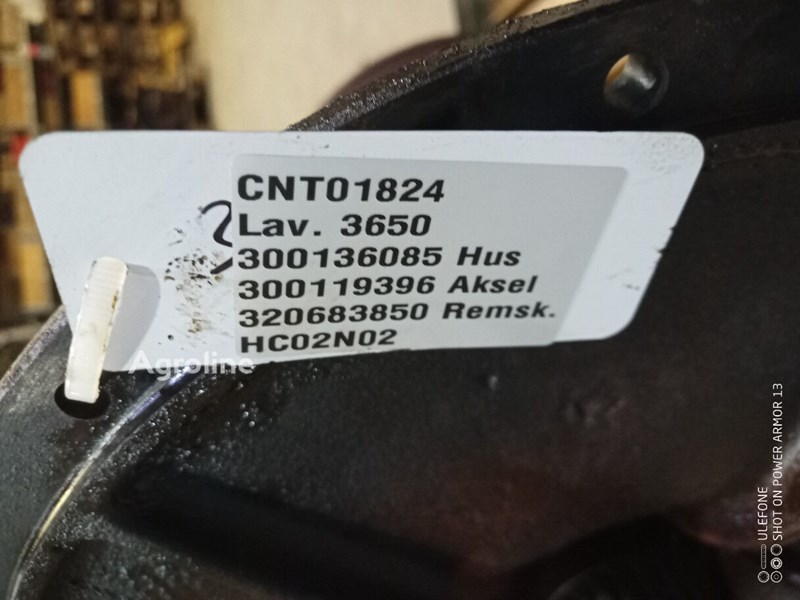 CNT01824
Lav. 3650
300136085 Hus
300119396 Aksel
320683850 Remsk.
HC02N02
Agroline
ULEFONE
SHOT ON POWER ARMOR 13